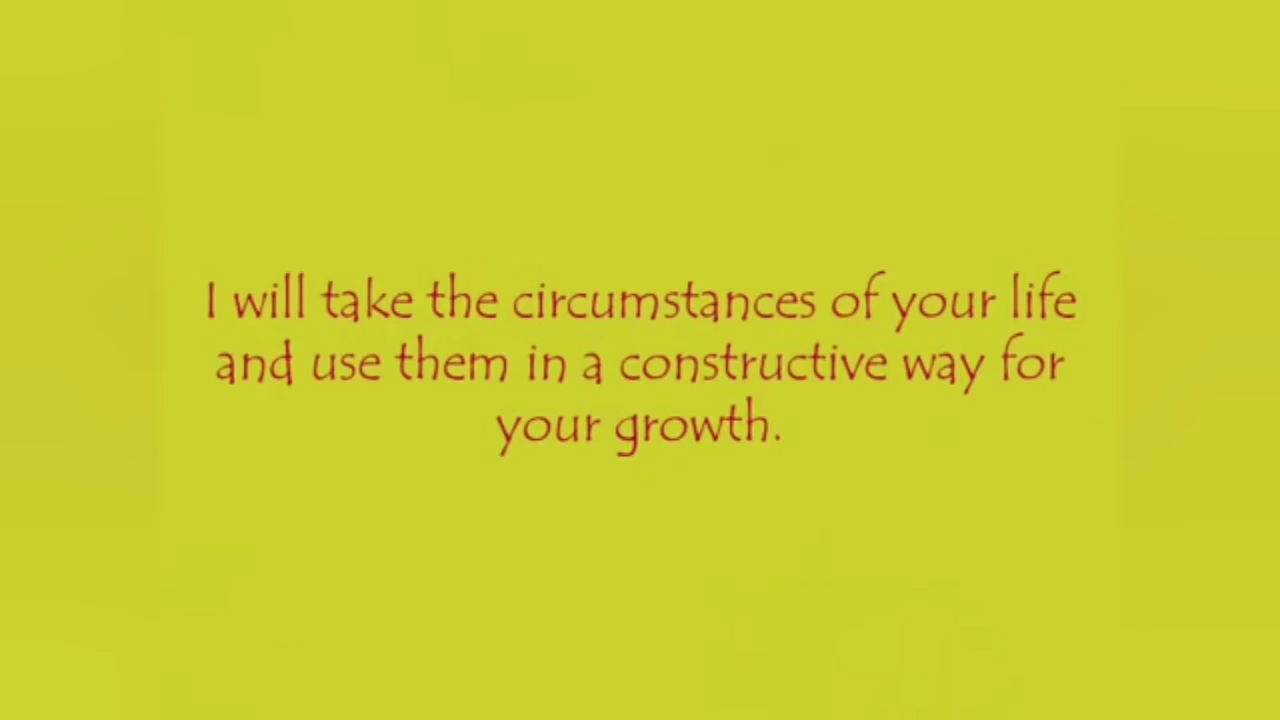 I will take the circumstances of your life
and use them in a constructive way for
your growth.